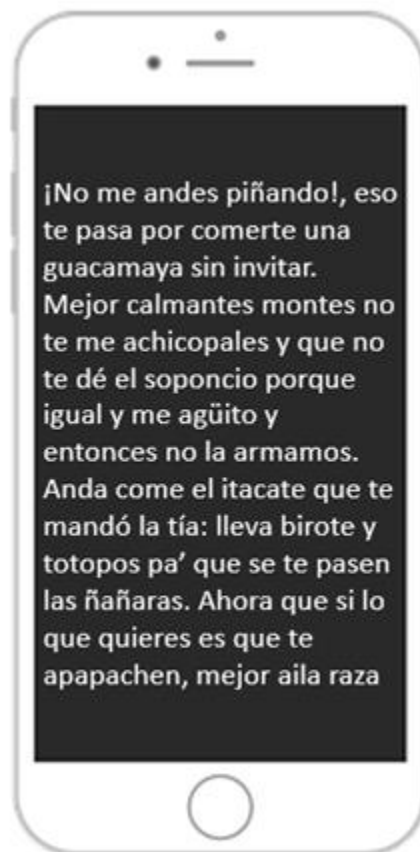 ¡No me andes piñando!, eso
te pasa por comerte una
guacamaya sin invitar.
Mejor calmantes montes no
te me achicopales y que no
te dé el soponcio porque
igual y me agüito y
entonces no la armamos.
Anda come el itacate que te
mandó la tía: lleva birote y
totopos pa’ que se te pasen
las ñañaras. Ahora que si lo
que quieres es que te
apapachen, mejor aila raza